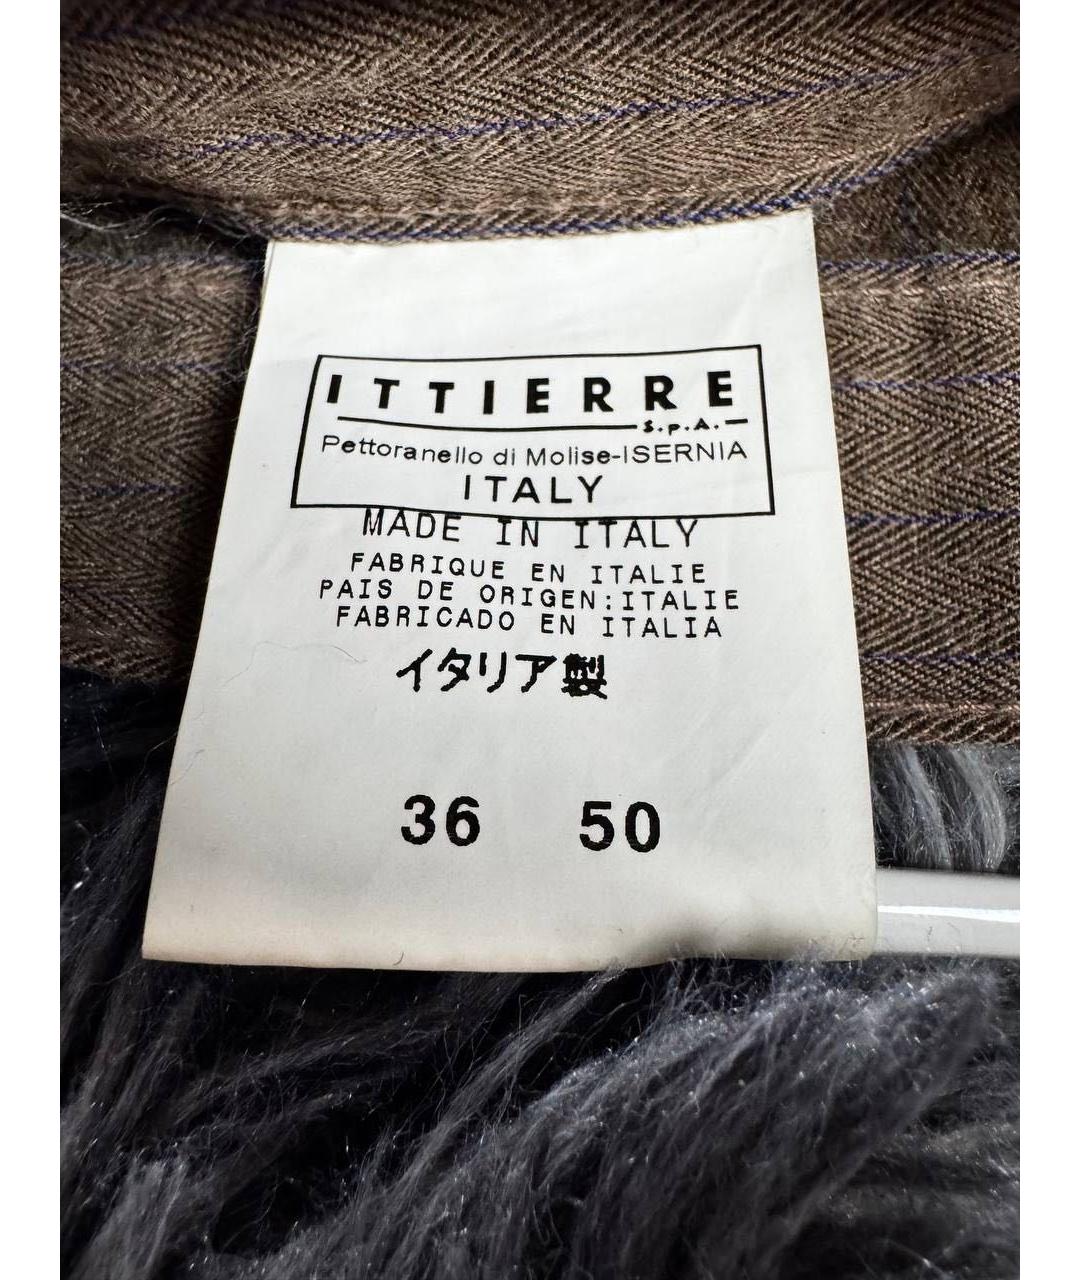 ITTIERRE
S.p.A.
Pettoranello di Molise-ISERNIA
ITALY
MADE IN ITALY
FABRIQUE EN ITALIE
PAIS DE ORIGEN:ITALIE
FABRICADO EN ITALIA
イタリア製
36 50